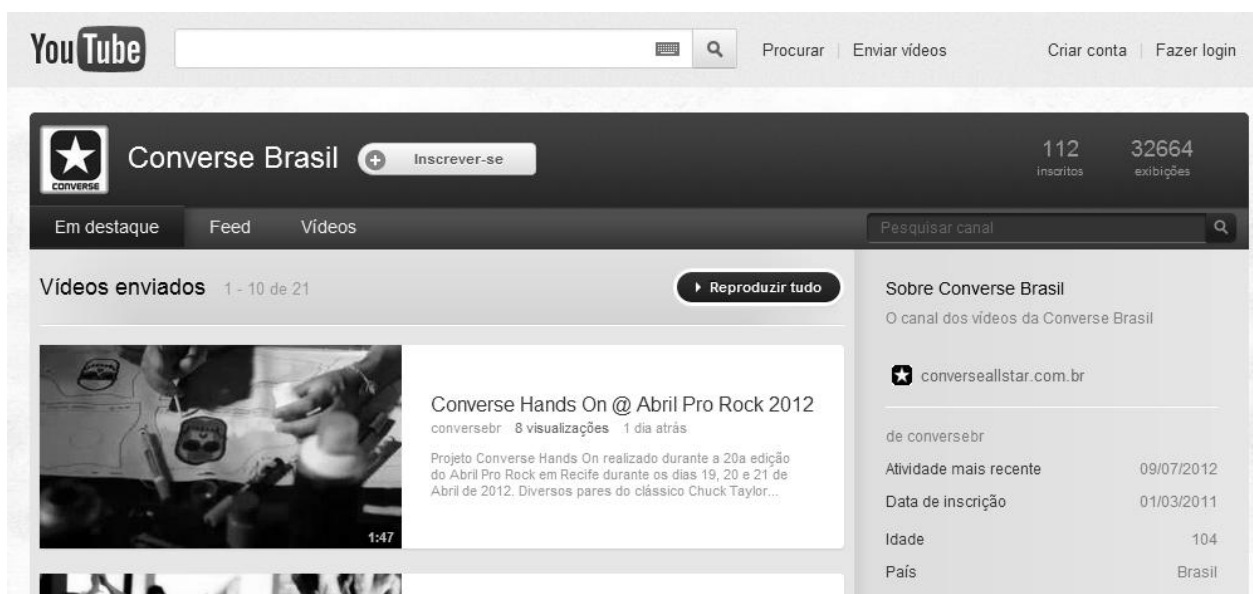 YouTube
Procurar | Enviar vídeos
Criar conta | Fazer login
CONVERSE
Converse Brasil
Inscrever-se
112
inscritos
32664
exibições
Em destaque
Feed
Vídeos
Pesquisar canal
Vídeos enviados 1 - 10 de 21
Reproduzir tudo
Converse Hands On @ Abril Pro Rock 2012
conversebr 8 visualizações 1 dia atrás
Projeto Converse Hands On realizado durante a 20a edição
do Abril Pro Rock em Recife durante os dias 19, 20 e 21 de
Abril de 2012. Diversos pares do clássico Chuck Taylor...
1:47
Sobre Converse Brasil
O canal dos vídeos da Converse Brasil
converseallstar.com.br
de conversebr
Atividade mais recente 09/07/2012
Data de inscrição 01/03/2011
Idade 104
País Brasil